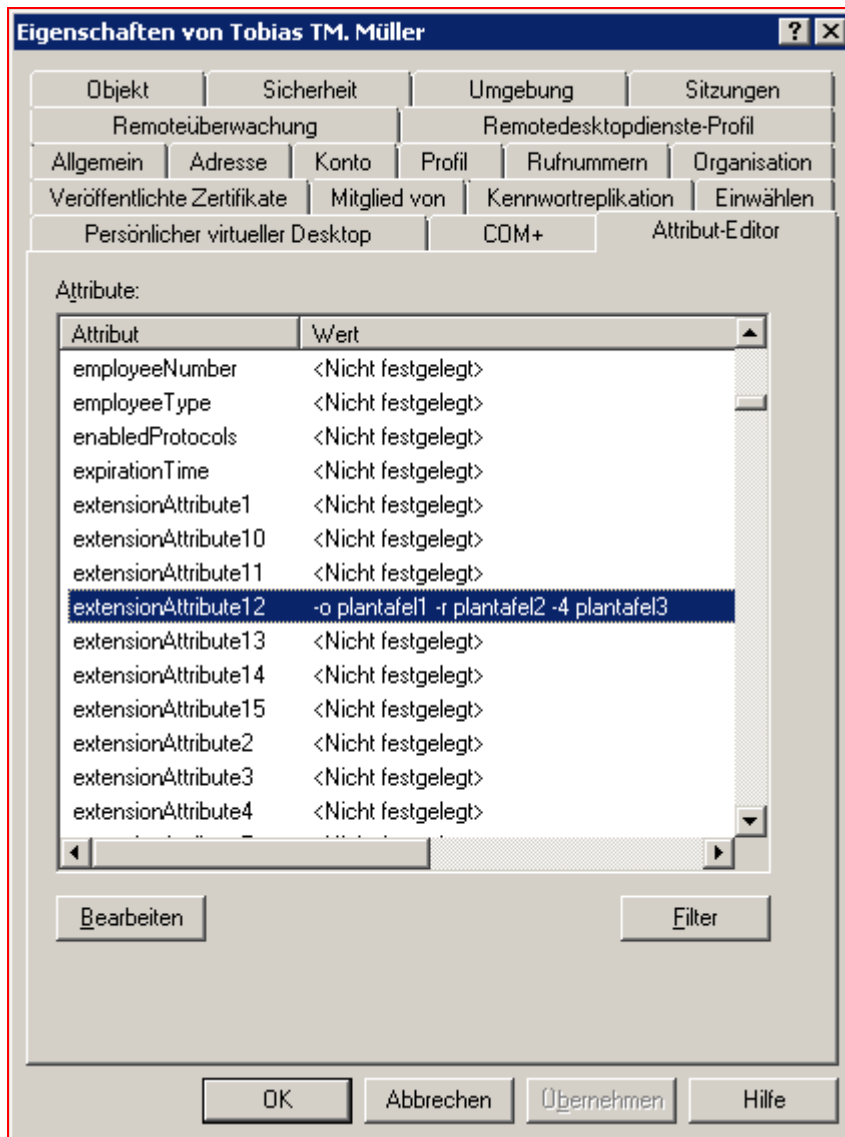 Eigenschaften von Tobias TM. Müller
Objekt Sicherheit Umgebung Sitzungen
Remoteüberwachung Remotedesktopdienste-Profil
Allgemein Adresse Konto Profil Rufnummern Organisation
Veröffentlichte Zertifikate Mitglied von Kennwortreplikation Einwählen
Persönlicher virtueller Desktop COM+ Attribut-Editor
Attribute:
Attribut Wert
employeeNumber <Nicht festgelegt>
employeeType <Nicht festgelegt>
enabledProtocols <Nicht festgelegt>
expirationTime <Nicht festgelegt>
extensionAttribute1 <Nicht festgelegt>
extensionAttribute10 <Nicht festgelegt>
extensionAttribute11 <Nicht festgelegt>
extensionAttribute12 -o plantafel1 -r plantafel2 -4 plantafel3
extensionAttribute13 <Nicht festgelegt>
extensionAttribute14 <Nicht festgelegt>
extensionAttribute15 <Nicht festgelegt>
extensionAttribute2 <Nicht festgelegt>
extensionAttribute3 <Nicht festgelegt>
extensionAttribute4 <Nicht festgelegt>
Bearbeiten Filter
OK Abbrechen Übernehmen Hilfe